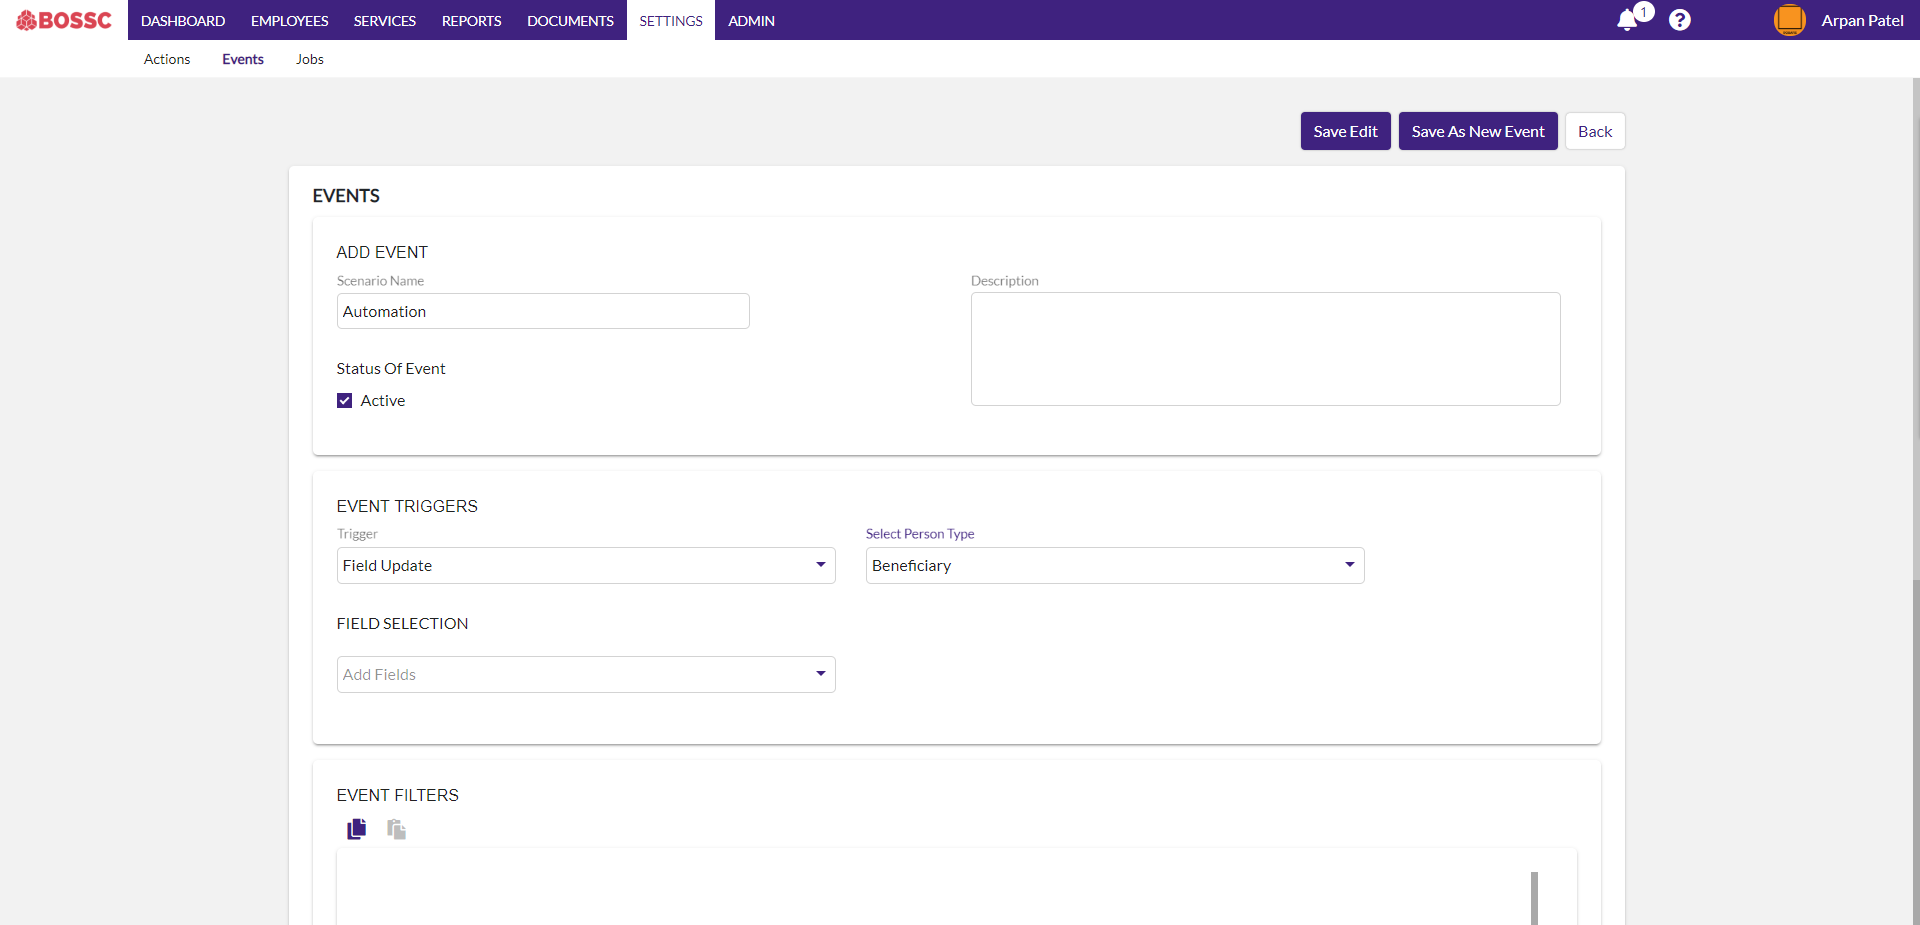 BOSSC
DASHBOARD EMPLOYEES SERVICES REPORTS DOCUMENTS SETTINGS ADMIN 1 ? Arpan Patel
Actions Events Jobs
Save Edit Save As New Event Back
EVENTS
ADD EVENT
Scenario Name Description
Automation
Status Of Event
Active
EVENT TRIGGERS
Trigger Select Person Type
Field Update Beneficiary
FIELD SELECTION
Add Fields
EVENT FILTERS